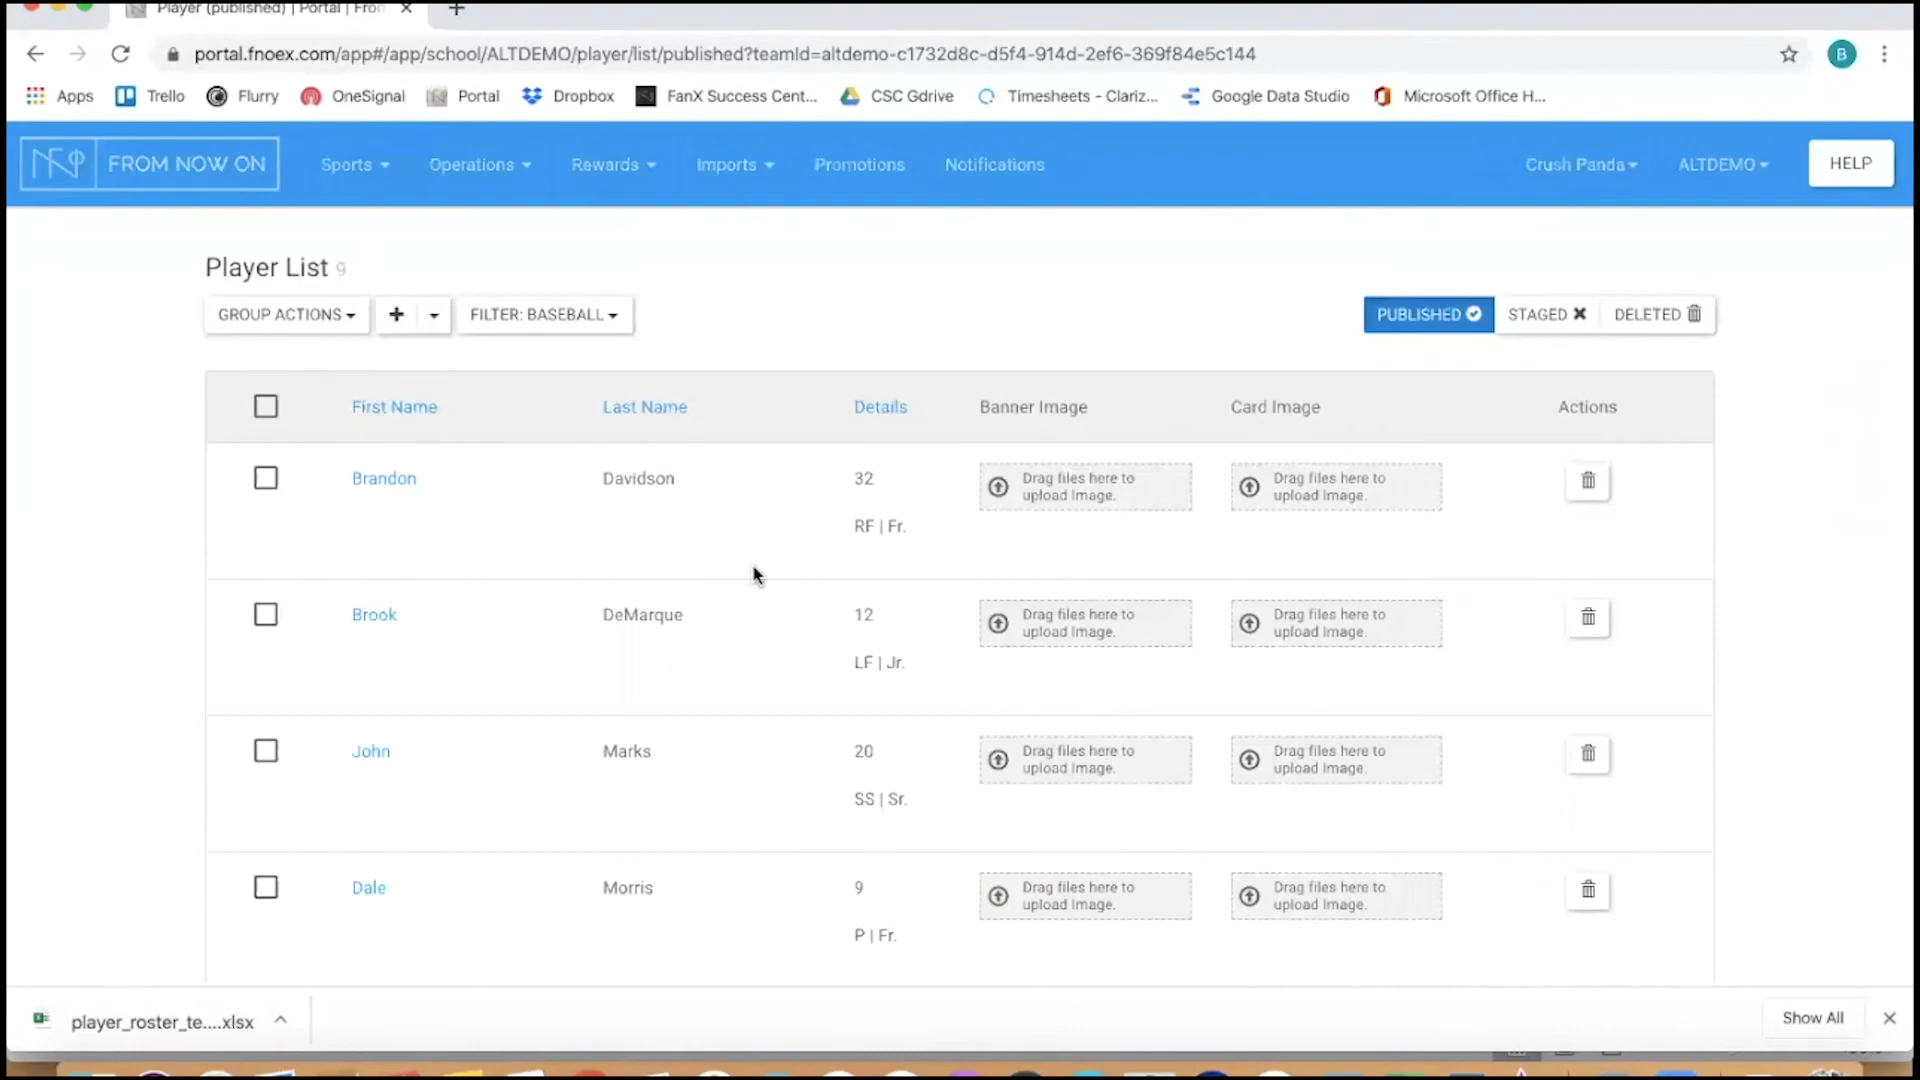 Player (published) | Portal | From
portal.fnoex.com/app#/app/school/ALTDEMO/player/list/published?teamId=altdemo-c1732d8c-d5f4-914d-2ef6-369f84e5c144
B
Apps Trello Flurry OneSignal Portal Dropbox FanX Success Cent... CSC Gdrive Timesheets - Clariz... Google Data Studio Microsoft Office H...
FROM NOW ON Sports Operations Rewards Imports Promotions Notifications Crush Panda ALTDEMO HELP
Player List 9
GROUP ACTIONS + FILTER: BASEBALL PUBLISHED STAGED DELETED
First Name Last Name Details Banner Image Card Image Actions
Brandon Davidson 32 Drag files here to upload Image. Drag files here to upload Image.
RF | Fr.
Brook DeMarque 12 Drag files here to upload Image. Drag files here to upload Image.
LF | Jr.
John Marks 20 Drag files here to upload Image. Drag files here to upload Image.
SS | Sr.
Dale Morris 9 Drag files here to upload Image. Drag files here to upload Image.
P | Fr.
player_roster_te....xlsx Show All